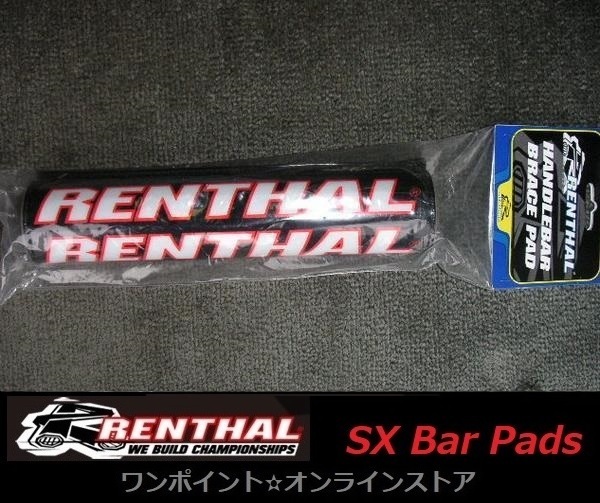 RENTHAL®
RENTHAL
RENTHAL
HANDLEBAR
BRACE PAD
RENTHAL
WE BUILD CHAMPIONSHIPS
SX Bar Pads
ワンポイント☆オンラインストア